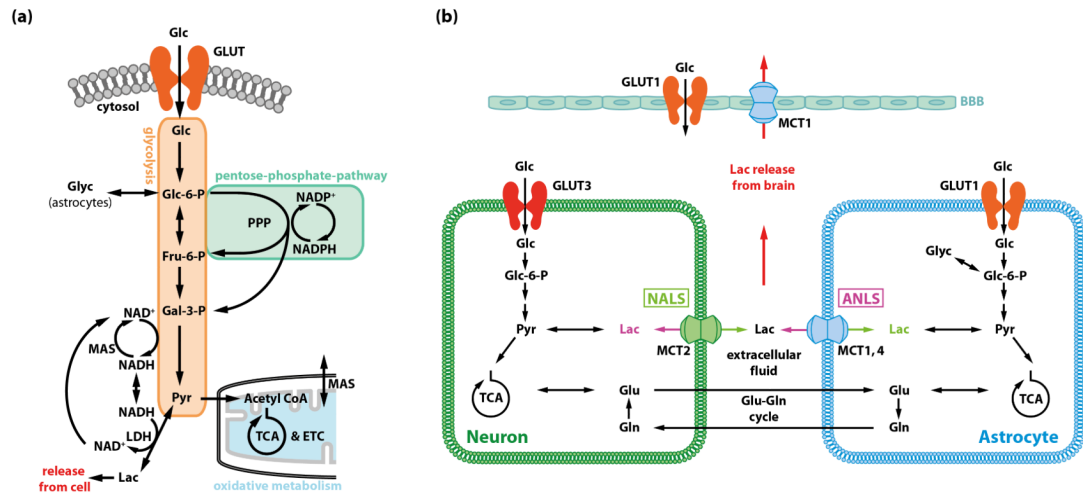 (a)
Glc
GLUT
cytosol
Glc
glycolysis
pentose-phosphate-pathway
Glyc
(astrocytes)
Glc-6-P
NADP+
PPP
NADPH
Fru-6-P
Gal-3-P
NAD+
MAS
NADH
NADH
LDH
NAD+
Pyr
Acetyl CoA
MAS
TCA
& ETC
Lac
release
from cell
oxidative metabolism
(b)
Glc
GLUT1
BBB
MCT1
Lac release
from brain
Glc
GLUT3
Glc
Glc-6-P
Pyr
Lac
NALS
MCT2
Lac
extracellular
fluid
ANLS
MCT1, 4
Lac
Glc
GLUT1
Glc
Glyc
Glc-6-P
Pyr
TCA
Glu
Gln
Glu-Gln
cycle
Glu
Gln
TCA
Neuron
Astrocyte